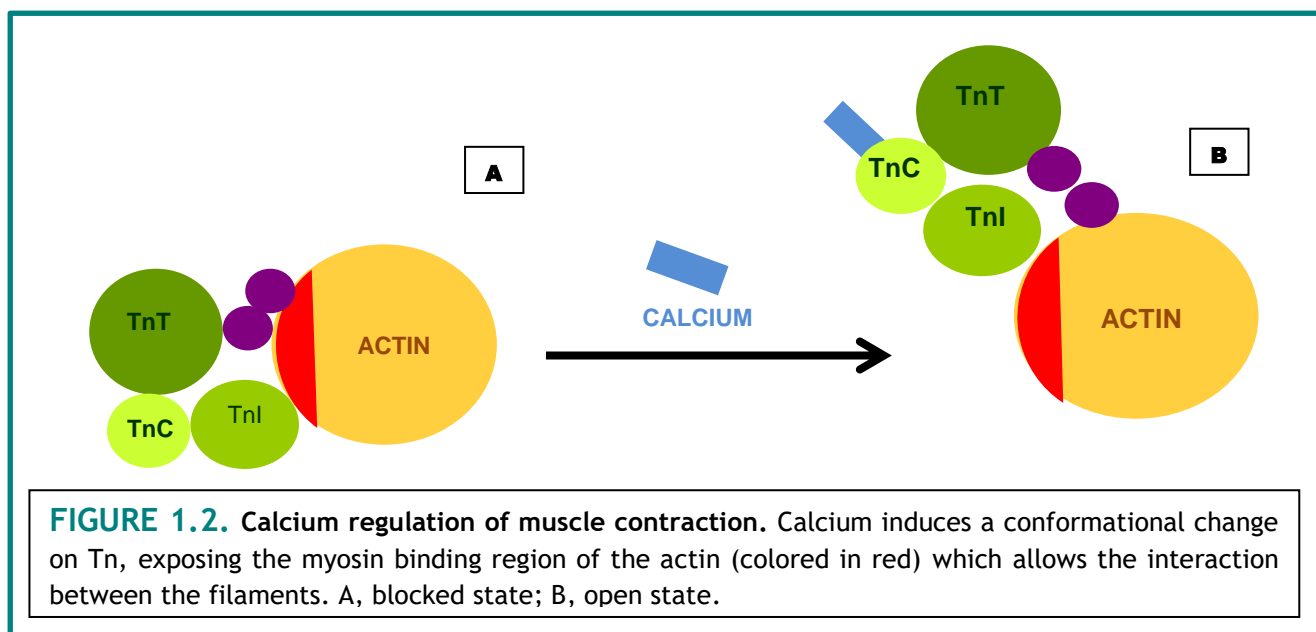 TnT
TnC
TnI
ACTIN
A
CALCIUM
TnT
TnC
TnI
ACTIN
B
FIGURE 1.2. Calcium regulation of muscle contraction. Calcium induces a conformational change
on Tn, exposing the myosin binding region of the actin (colored in red) which allows the interaction
between the filaments. A, blocked state; B, open state.